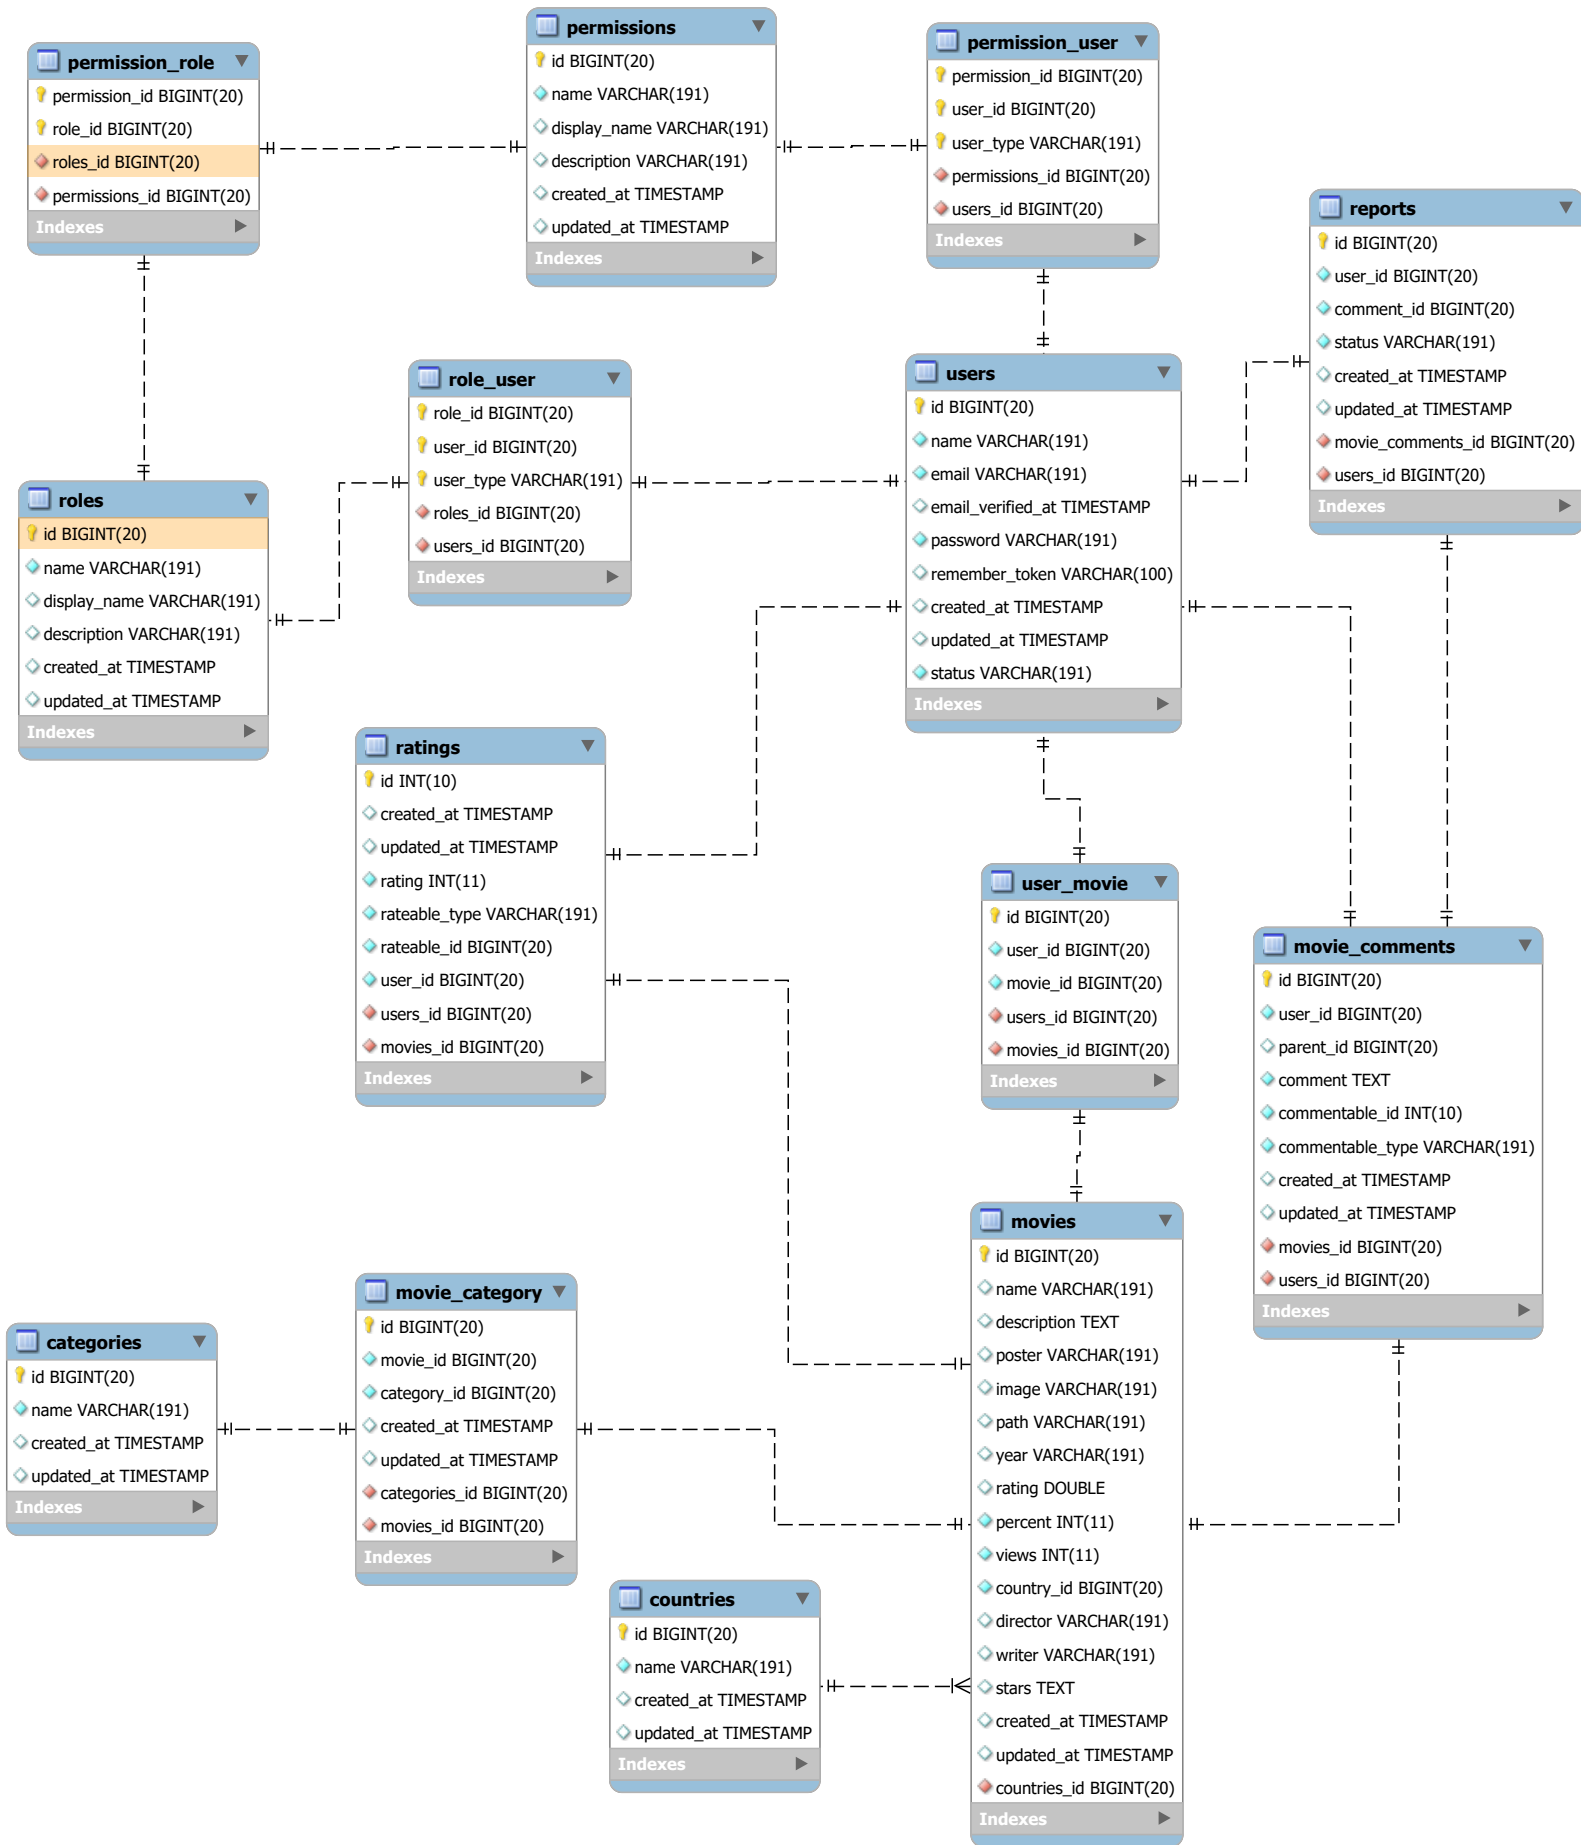 permission_role
permission_id BIGINT(20)
role_id BIGINT(20)
roles_id BIGINT(20)
permissions_id BIGINT(20)
Indexes
permissions
id BIGINT(20)
name VARCHAR(191)
display_name VARCHAR(191)
description VARCHAR(191)
created_at TIMESTAMP
updated_at TIMESTAMP
Indexes
permission_user
permission_id BIGINT(20)
user_id BIGINT(20)
user_type VARCHAR(191)
permissions_id BIGINT(20)
users_id BIGINT(20)
Indexes
reports
id BIGINT(20)
user_id BIGINT(20)
comment_id BIGINT(20)
status VARCHAR(191)
created_at TIMESTAMP
updated_at TIMESTAMP
movie_comments_id BIGINT(20)
users_id BIGINT(20)
Indexes
roles
id BIGINT(20)
name VARCHAR(191)
display_name VARCHAR(191)
description VARCHAR(191)
created_at TIMESTAMP
updated_at TIMESTAMP
Indexes
role_user
role_id BIGINT(20)
user_id BIGINT(20)
user_type VARCHAR(191)
roles_id BIGINT(20)
users_id BIGINT(20)
Indexes
users
id BIGINT(20)
name VARCHAR(191)
email VARCHAR(191)
email_verified_at TIMESTAMP
password VARCHAR(191)
remember_token VARCHAR(100)
created_at TIMESTAMP
updated_at TIMESTAMP
status VARCHAR(191)
Indexes
ratings
id INT(10)
created_at TIMESTAMP
updated_at TIMESTAMP
rating INT(11)
rateable_type VARCHAR(191)
rateable_id BIGINT(20)
user_id BIGINT(20)
users_id BIGINT(20)
movies_id BIGINT(20)
Indexes
user_movie
id BIGINT(20)
user_id BIGINT(20)
movie_id BIGINT(20)
users_id BIGINT(20)
movies_id BIGINT(20)
Indexes
movie_comments
id BIGINT(20)
user_id BIGINT(20)
parent_id BIGINT(20)
comment TEXT
commentable_id INT(10)
commentable_type VARCHAR(191)
created_at TIMESTAMP
updated_at TIMESTAMP
movies_id BIGINT(20)
users_id BIGINT(20)
Indexes
categories
id BIGINT(20)
name VARCHAR(191)
created_at TIMESTAMP
updated_at TIMESTAMP
Indexes
movie_category
id BIGINT(20)
movie_id BIGINT(20)
category_id BIGINT(20)
created_at TIMESTAMP
updated_at TIMESTAMP
categories_id BIGINT(20)
movies_id BIGINT(20)
Indexes
movies
id BIGINT(20)
name VARCHAR(191)
description TEXT
poster VARCHAR(191)
image VARCHAR(191)
path VARCHAR(191)
year VARCHAR(191)
rating DOUBLE
percent INT(11)
views INT(11)
country_id BIGINT(20)
director VARCHAR(191)
writer VARCHAR(191)
stars TEXT
created_at TIMESTAMP
updated_at TIMESTAMP
countries_id BIGINT(20)
Indexes
countries
id BIGINT(20)
name VARCHAR(191)
created_at TIMESTAMP
updated_at TIMESTAMP
Indexes